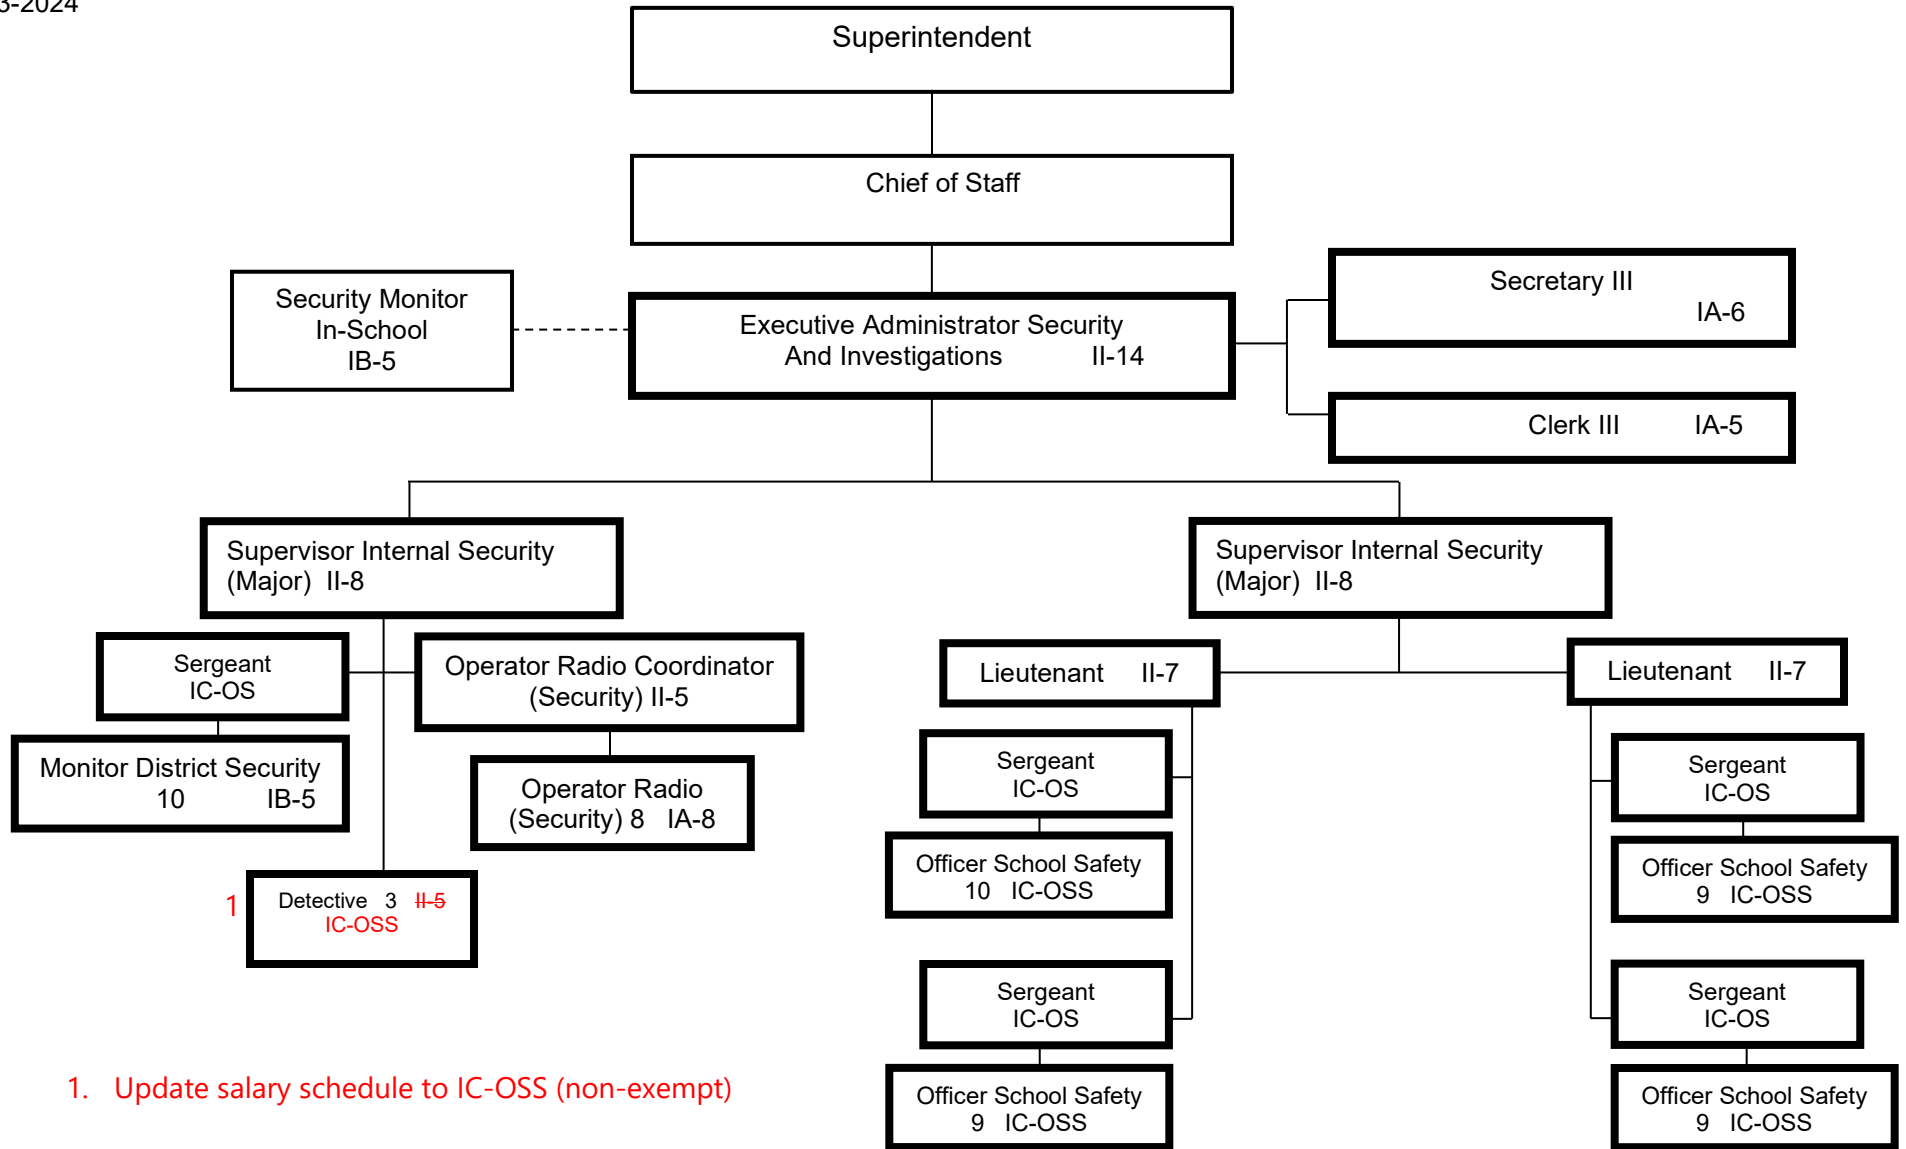 3-2024
Superintendent
Chief of Staff
Security Monitor
In-School
IB-5
Executive Administrator Security
And Investigations II-14
Secretary III
IA-6
Clerk III IA-5
Supervisor Internal Security
(Major) II-8
Supervisor Internal Security
(Major) II-8
Sergeant
IC-OS
Operator Radio Coordinator
(Security) II-5
Monitor District Security
10 IB-5
Operator Radio
(Security) 8 IA-8
1
Detective 3 II-5
IC-OSS
Lieutenant II-7
Lieutenant II-7
Sergeant
IC-OS
Officer School Safety
10 IC-OSS
Sergeant
IC-OS
Officer School Safety
9 IC-OSS
Sergeant
IC-OS
Officer School Safety
9 IC-OSS
Sergeant
IC-OS
Officer School Safety
9 IC-OSS
1. Update salary schedule to IC-OSS (non-exempt)